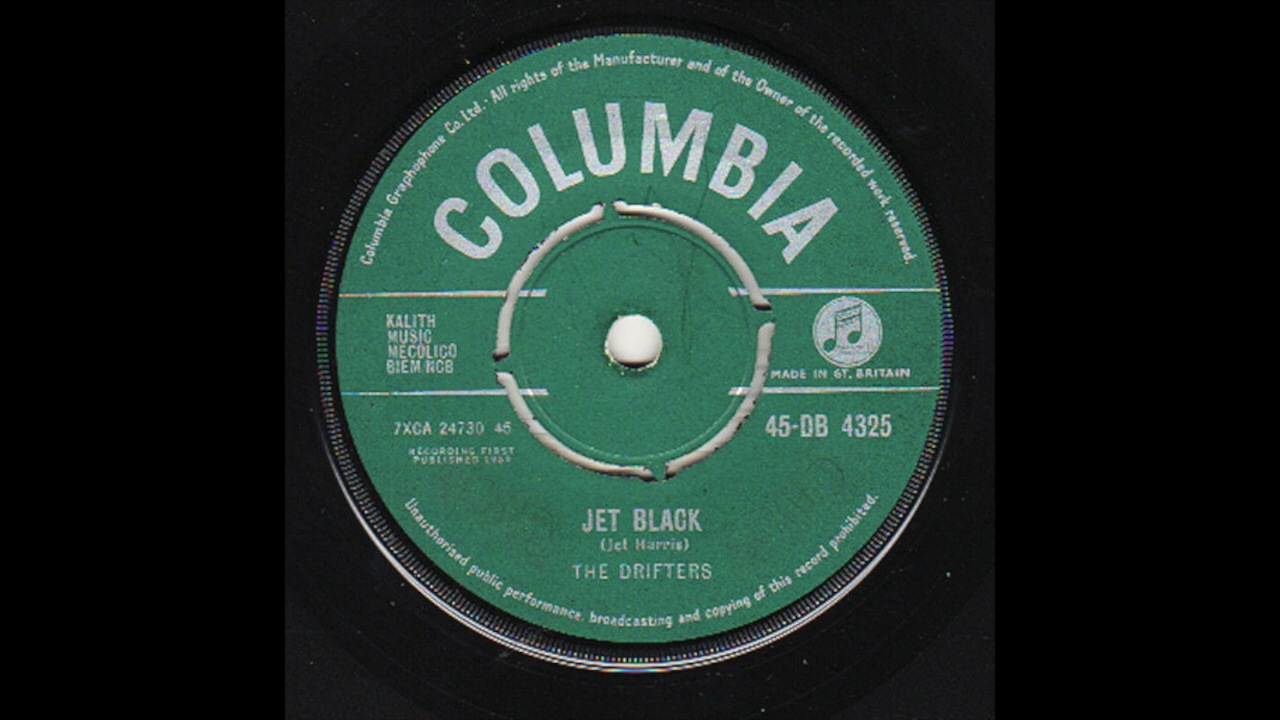 Columbia Graphophone Co. Ltd. · All rights of the Manufacturer and of the Owner of the recorded work reserved.
COLUMBIA
KALITH
MUSIC
MECOLICO
BIEM NCB
MADE IN GT. BRITAIN
7XCA 24730 45
45-DB 4325
RECORDING FIRST
PUBLISHED
JET BLACK
(Jet Harris)
THE DRIFTERS
Unauthorised public performance, broadcasting and copying of this record prohibited.